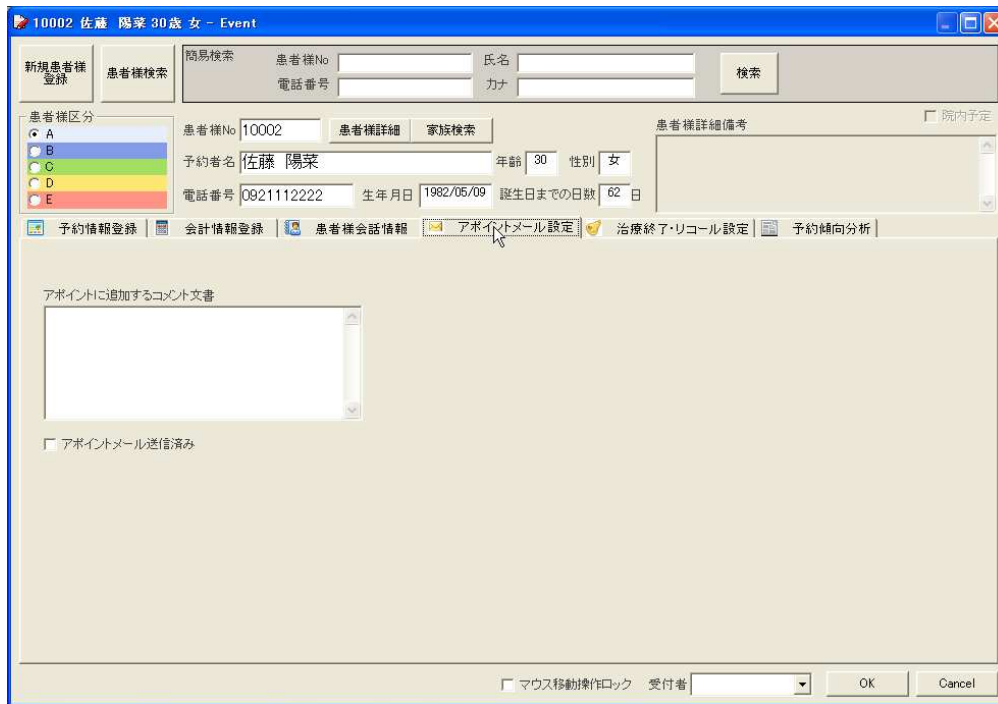 10002 佐藤 陽菜 30歳 女 - Event
新規患者様
登録
患者様検索
簡易検索
患者様No
氏名
電話番号
カナ
検索
患者様区分
A
B
C
D
E
患者様No 10002 患者様詳細 家族検索
予約者名 佐藤 陽菜 年齢 30 性別 女
電話番号 0921112222 生年月日 1982/05/09 誕生日までの日数 62 日
患者様詳細備考
院内予定
予約情報登録 会計情報登録 患者様会話情報 アポイントメール設定 治療終了・リコール設定 予約傾向分析
アポイントに追加するコメント文書
アポイントメール送信済み
マウス移動操作ロック 受付者 OK Cancel